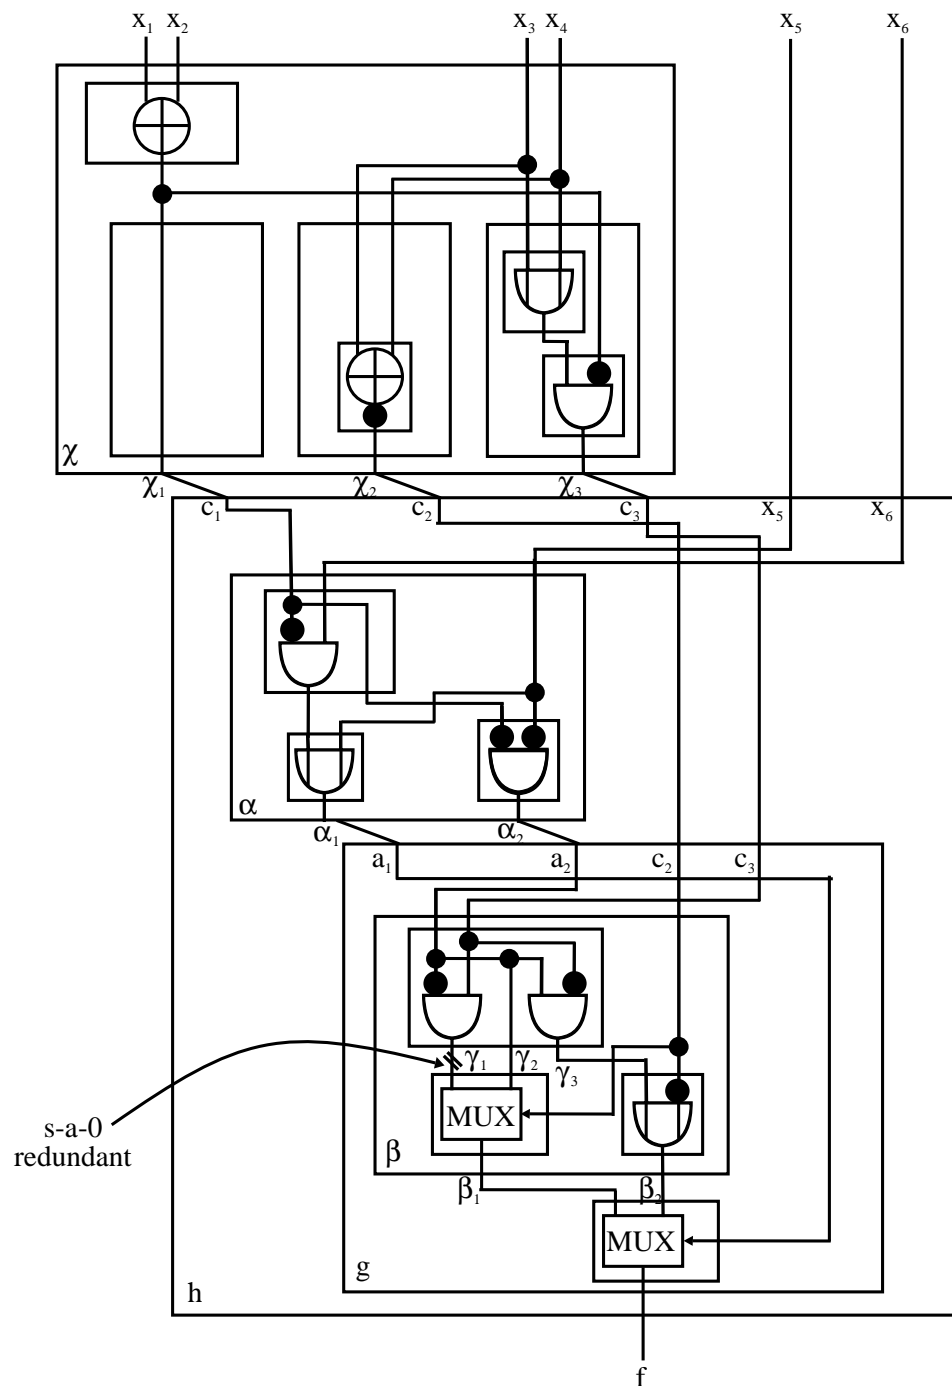 x₁ x₂ x₃ x₄ x₅ x₆
χ
χ₁ χ₂ χ₃
c₁ c₂ c₃ x₅ x₆
α
α₁ α₂
a₁ a₂ c₂ c₃
γ₁ γ₂ γ₃
MUX
s-a-0
redundant
β
β₁ β₂
MUX
g
h
f